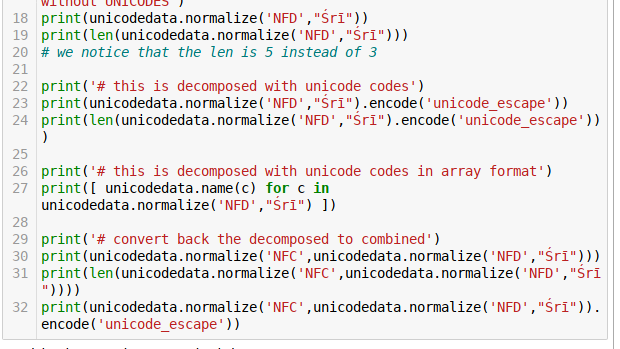 without UNICODES')
18 print(unicodedata.normalize('NFD',"Śrī"))
19 print(len(unicodedata.normalize('NFD',"Śrī")))
20 # we notice that the len is 5 instead of 3
21
22 print('# this is decomposed with unicode codes')
23 print(unicodedata.normalize('NFD',"Śrī").encode('unicode_escape'))
24 print(len(unicodedata.normalize('NFD',"Śrī").encode('unicode_escape'))
)
25
26 print('# this is decomposed with unicode codes in array format')
27 print([ unicodedata.name(c) for c in
unicodedata.normalize('NFD',"Śrī") ])
28
29 print('# convert back the decomposed to combined')
30 print(unicodedata.normalize('NFC',unicodedata.normalize('NFD',"Śrī")))
31 print(len(unicodedata.normalize('NFC',unicodedata.normalize('NFD',"Śrī
"))))
32 print(unicodedata.normalize('NFC',unicodedata.normalize('NFD',"Śrī")).
encode('unicode_escape'))